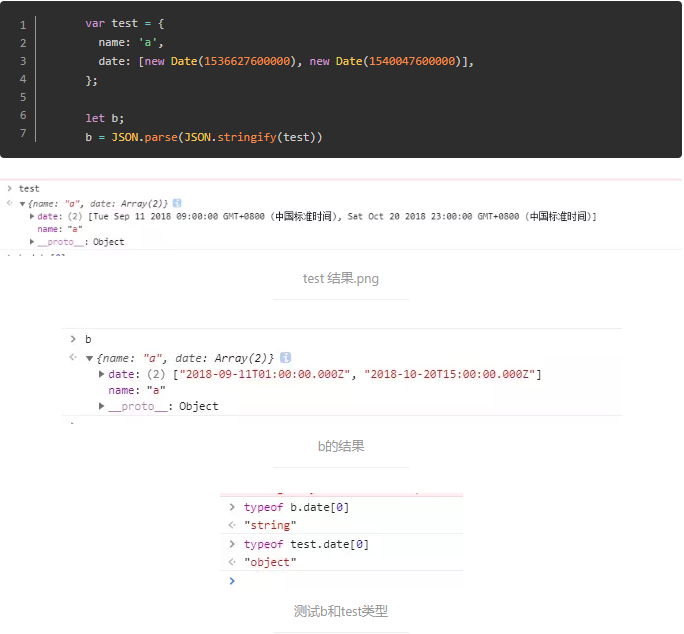 1 var test = {
2 name: 'a',
3 date: [new Date(1536627600000), new Date(1540047600000)],
4 };
5
6 let b;
7 b = JSON.parse(JSON.stringify(test))
> test
{name: "a", date: Array(2)} i
date: (2) [Tue Sep 11 2018 09:00:00 GMT+0800 (中国标准时间), Sat Oct 20 2018 23:00:00 GMT+0800 (中国标准时间)]
name: "a"
__proto__: Object
test 结果.png
> b
{name: "a", date: Array(2)} i
date: (2) ["2018-09-11T01:00:00.000Z", "2018-10-20T15:00:00.000Z"]
name: "a"
__proto__: Object
b的结果
> typeof b.date[0]
"string"
> typeof test.date[0]
"object"
>
测试b和test类型